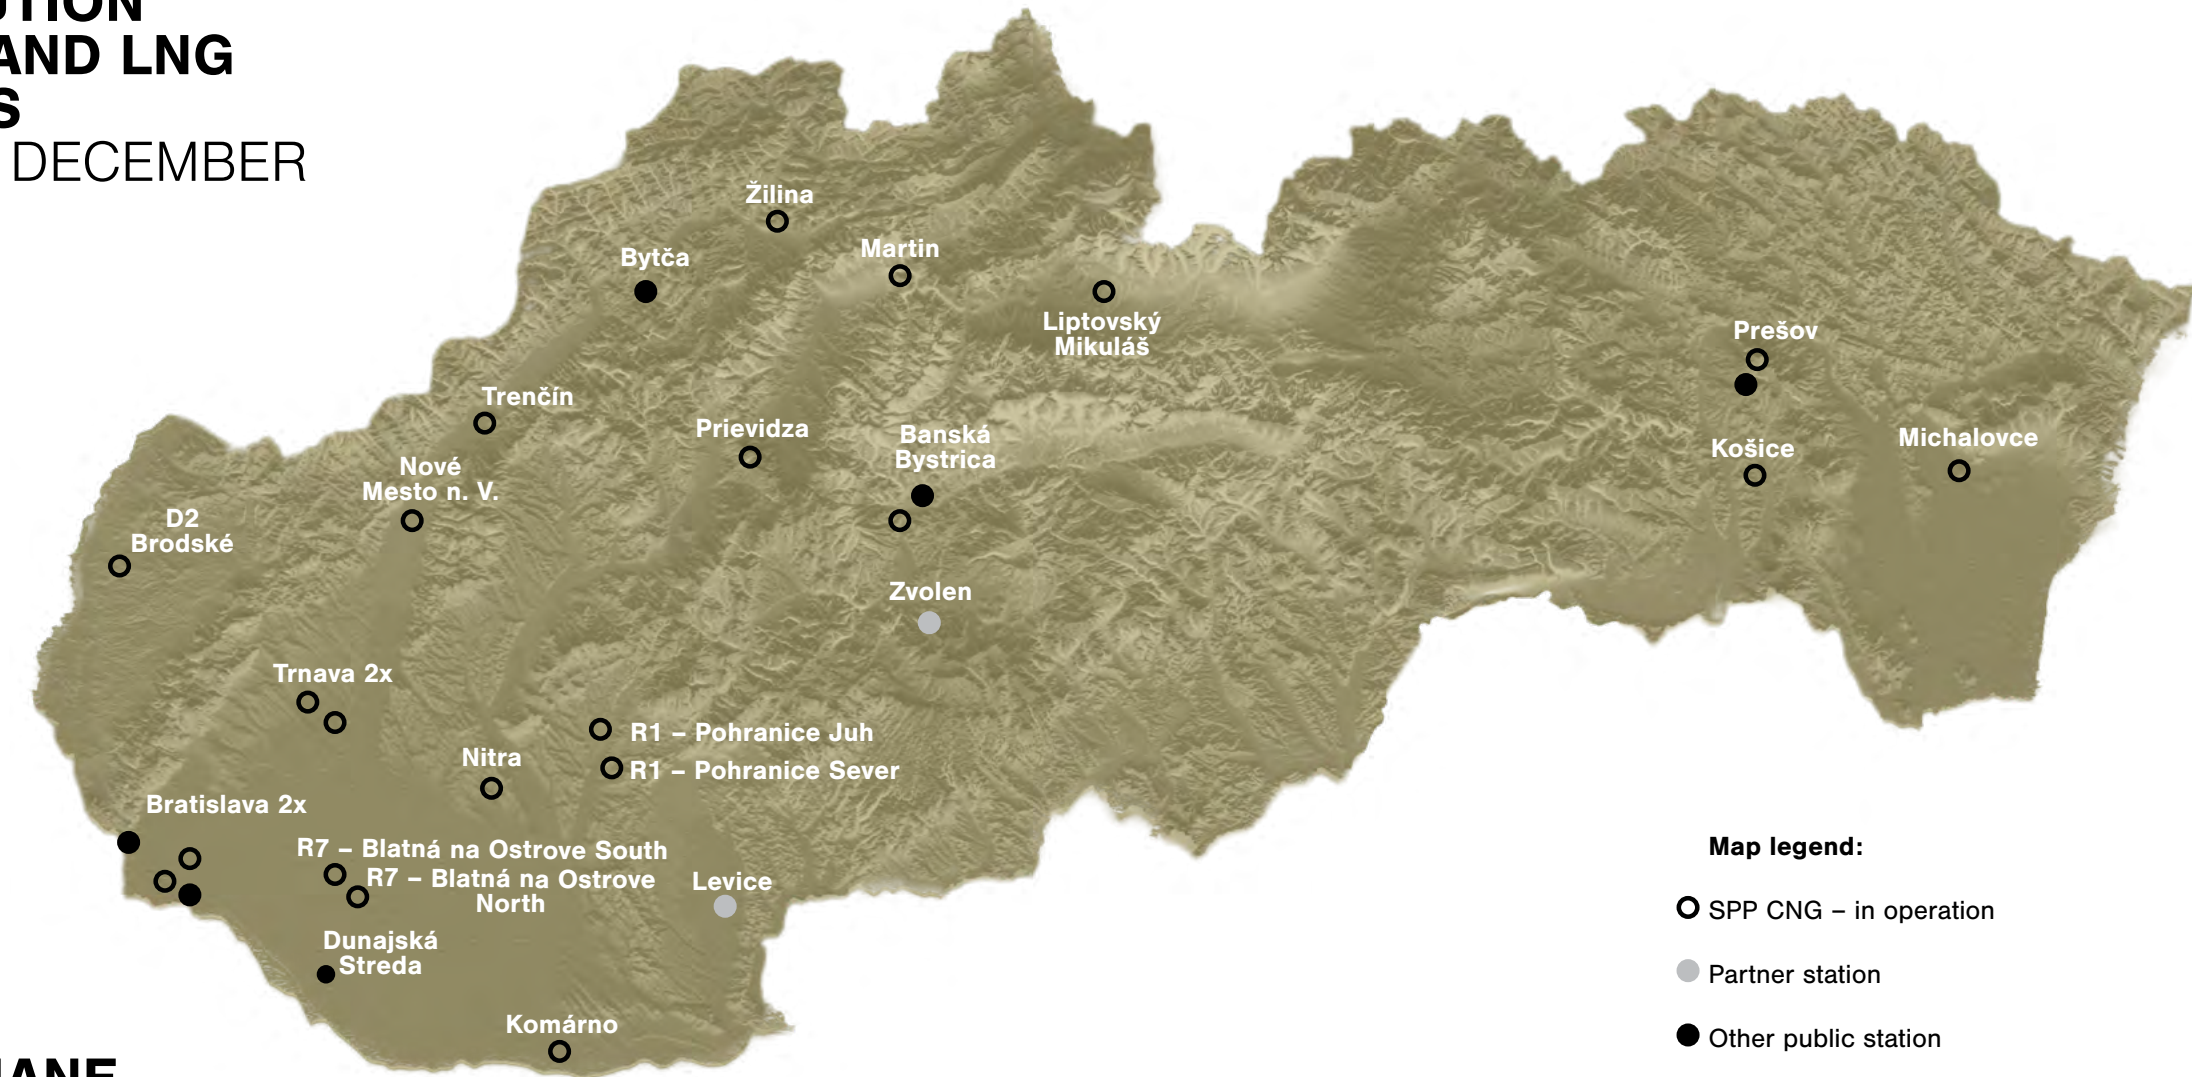 UTION
AND LNG
S
DECEMBER
Žilina
Bytča
Martin
Liptovský
Mikuláš
Prešov
Trenčín
Prievidza
Banská
Bystrica
Košice
Michalovce
Nové
Mesto n. V.
D2
Brodské
Zvolen
Trnava 2x
R1 – Pohranice Juh
Nitra
R1 – Pohranice Sever
Bratislava 2x
R7 – Blatná na Ostrove South
R7 – Blatná na Ostrove
North
Levice
Dunajská
Streda
Komárno
Map legend:
SPP CNG – in operation
Partner station
Other public station
HANE